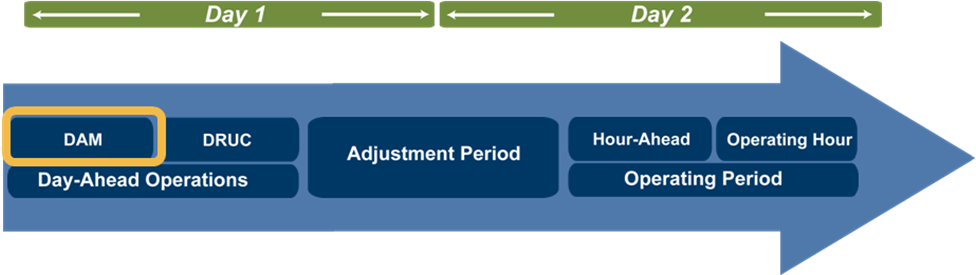 Day 1
Day 2
DAM
DRUC
Day-Ahead Operations
Adjustment Period
Hour-Ahead
Operating Hour
Operating Period